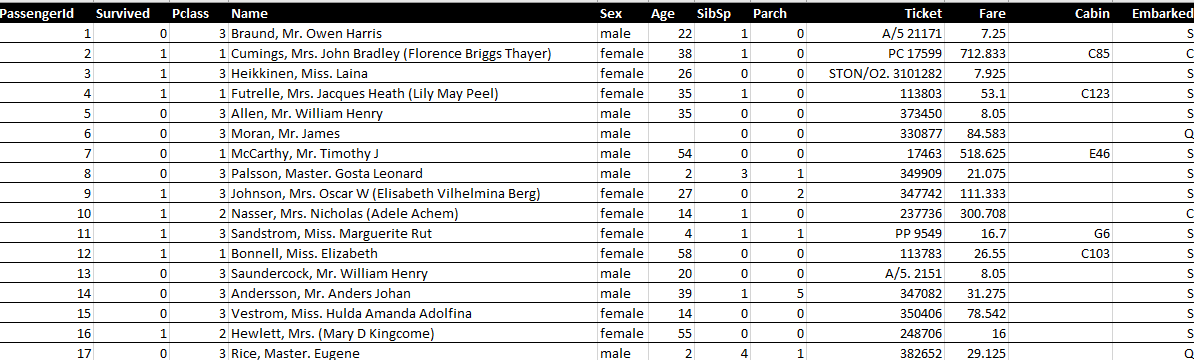 PassengerId Survived Pclass Name Sex Age SibSp Parch Ticket Fare Cabin Embarked
1 0 3 Braund, Mr. Owen Harris male 22 1 0 A/5 21171 7.25 S
2 1 1 Cumings, Mrs. John Bradley (Florence Briggs Thayer) female 38 1 0 PC 17599 712.833 C85 C
3 1 3 Heikkinen, Miss. Laina female 26 0 0 STON/O2. 3101282 7.925 S
4 1 1 Futrelle, Mrs. Jacques Heath (Lily May Peel) female 35 1 0 113803 53.1 C123 S
5 0 3 Allen, Mr. William Henry male 35 0 0 373450 8.05 S
6 0 3 Moran, Mr. James male 0 0 330877 84.583 Q
7 0 1 McCarthy, Mr. Timothy J male 54 0 0 17463 518.625 E46 S
8 0 3 Palsson, Master. Gosta Leonard male 2 3 1 349909 21.075 S
9 1 3 Johnson, Mrs. Oscar W (Elisabeth Vilhelmina Berg) female 27 0 2 347742 111.333 S
10 1 2 Nasser, Mrs. Nicholas (Adele Achem) female 14 1 0 237736 300.708 C
11 1 3 Sandstrom, Miss. Marguerite Rut female 4 1 1 PP 9549 16.7 G6 S
12 1 1 Bonnell, Miss. Elizabeth female 58 0 0 113783 26.55 C103 S
13 0 3 Saundercock, Mr. William Henry male 20 0 0 A/5. 2151 8.05 S
14 0 3 Andersson, Mr. Anders Johan male 39 1 5 347082 31.275 S
15 0 3 Vestrom, Miss. Hulda Amanda Adolfina female 14 0 0 350406 78.542 S
16 1 2 Hewlett, Mrs. (Mary D Kingcome) female 55 0 0 248706 16 S
17 0 3 Rice, Master. Eugene male 2 4 1 382652 29.125 Q